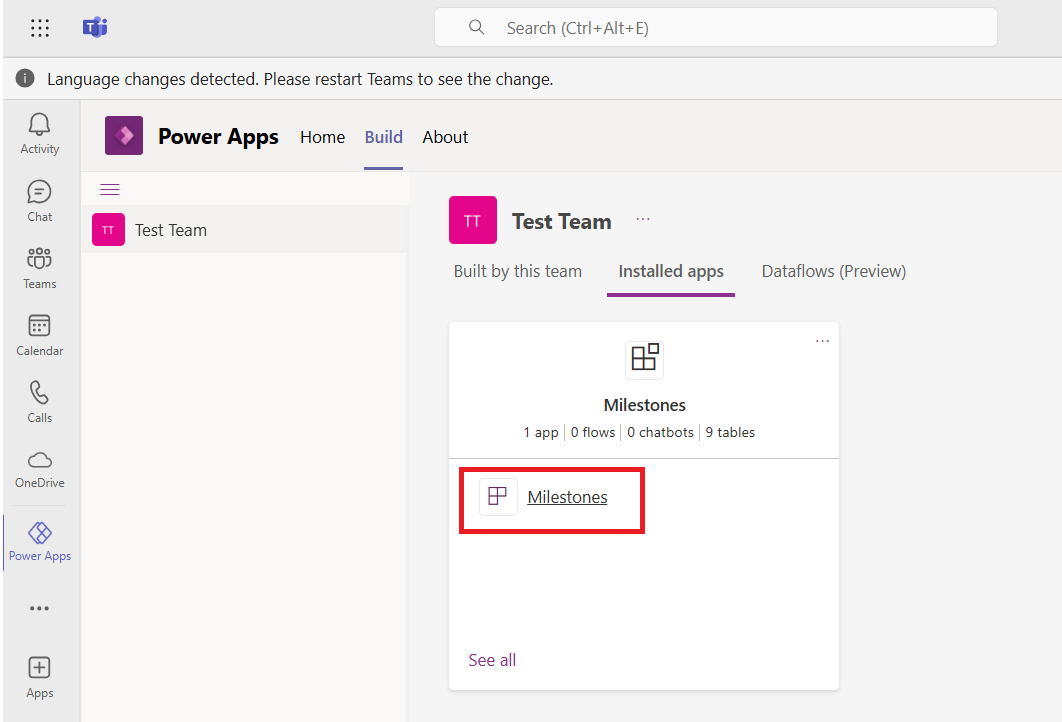 Search (Ctrl+Alt+E)
Language changes detected. Please restart Teams to see the change.
Activity
Chat
Teams
Calendar
Calls
OneDrive
Power Apps
Apps
Power Apps Home Build About
TT Test Team
TT Test Team
Built by this team Installed apps Dataflows (Preview)
Milestones
1 app 0 flows 0 chatbots 9 tables
Milestones
See all